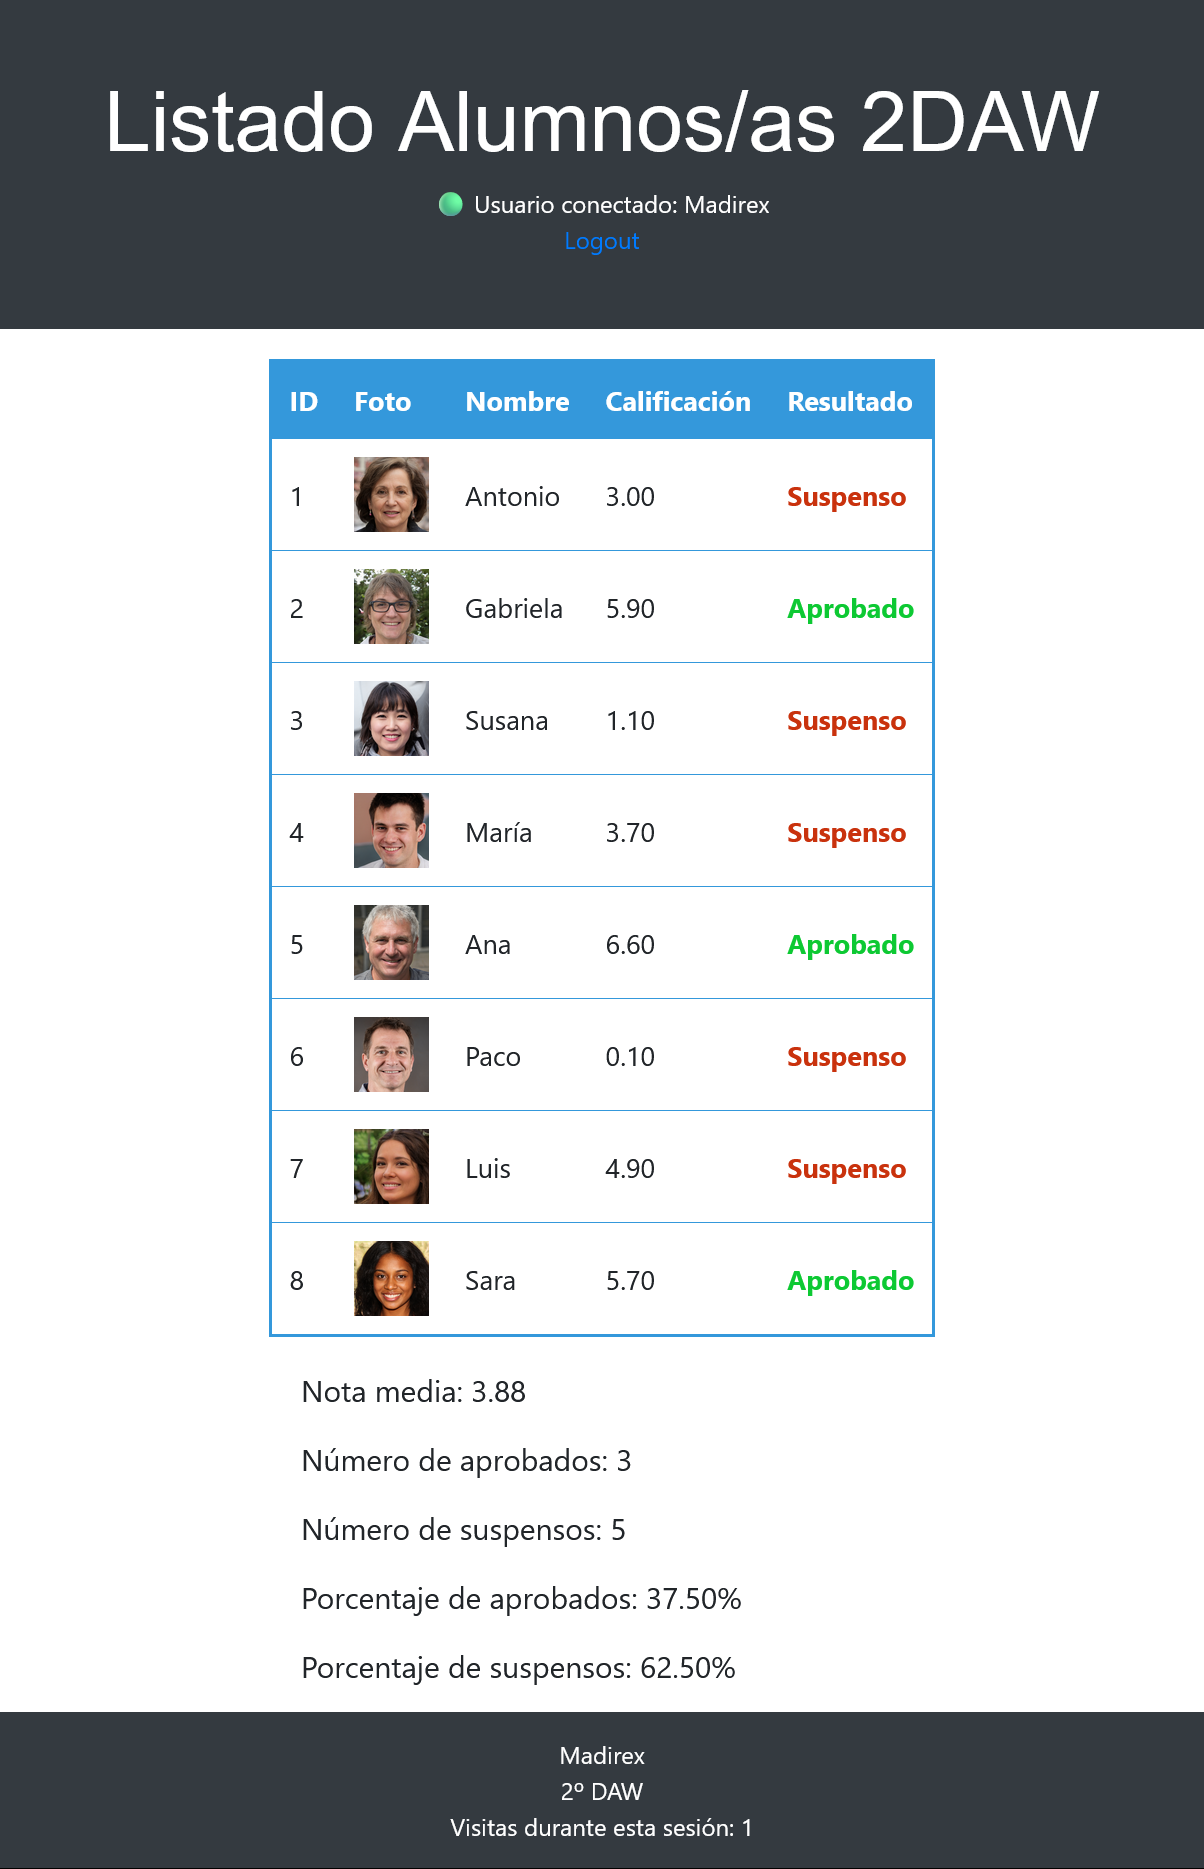 Listado Alumnos/as 2DAW
Usuario conectado: Madirex
Logout
ID Foto Nombre Calificación Resultado
1 Antonio 3.00 Suspenso
2 Gabriela 5.90 Aprobado
3 Susana 1.10 Suspenso
4 María 3.70 Suspenso
5 Ana 6.60 Aprobado
6 Paco 0.10 Suspenso
7 Luis 4.90 Suspenso
8 Sara 5.70 Aprobado
Nota media: 3.88
Número de aprobados: 3
Número de suspensos: 5
Porcentaje de aprobados: 37.50%
Porcentaje de suspensos: 62.50%
Madirex
2º DAW
Visitas durante esta sesión: 1